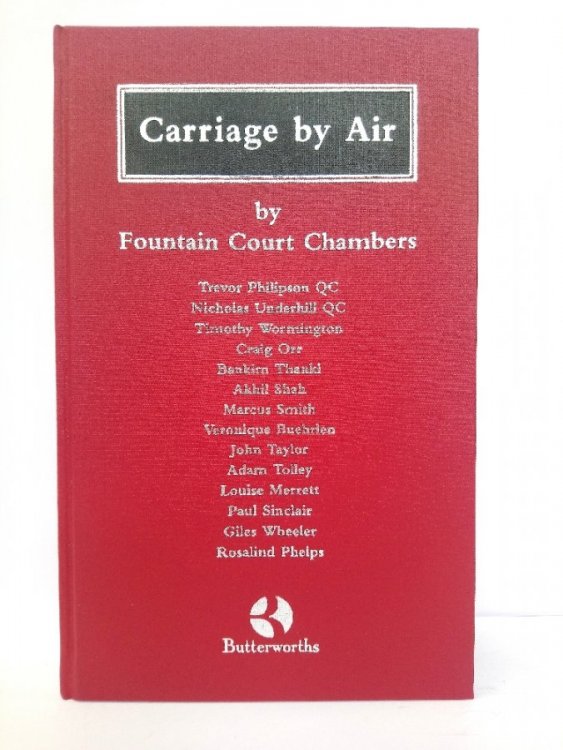 Carriage by Air
by
Fountain Court Chambers
Trevor Philipson QC
Nicholas Underhill QC
Timothy Wormington
Craig Orr
Bankim Thanki
Akhil Shah
Marcus Smith
Veronique Buehrlen
John Taylor
Adam Tolley
Louise Merrett
Paul Sinclair
Giles Wheeler
Rosalind Phelps
Butterworths